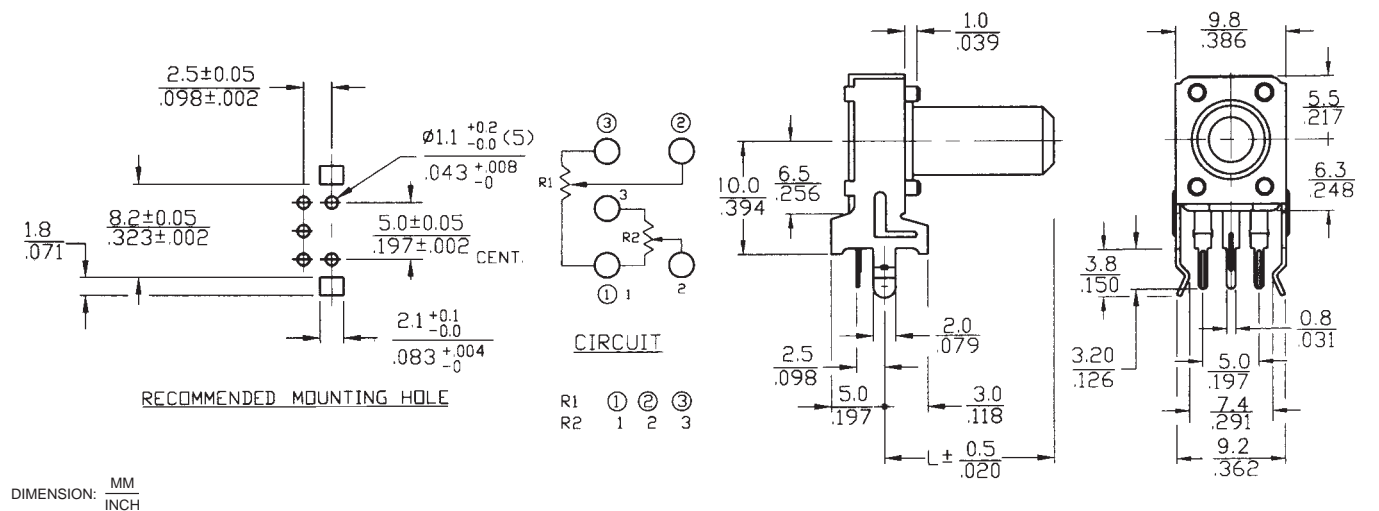 2.5±0.05
.098±.002
Ø1.1 +0.2 -0.0 (5)
.043 +.008 -0
8.2±0.05
.323±.002
1.8
.071
5.0±0.05
.197±.002
CENT.
2.1 +0.1 -0.0
.083 +.004 -0
RECOMMENDED MOUNTING HOLE
③ ②
R1
3
R2
① 1 2
CIRCUIT
R1 ① ② ③
R2 1 2 3
1.0
.039
10.0
.394
6.5
.256
2.0
.079
2.5
.098
5.0
.197
3.0
.118
L± 0.5
.020
9.8
.386
5.5
.217
6.3
.248
3.8
.150
3.20
.126
0.8
.031
5.0
.197
7.4
.291
9.2
.362
DIMENSION: MM
INCH